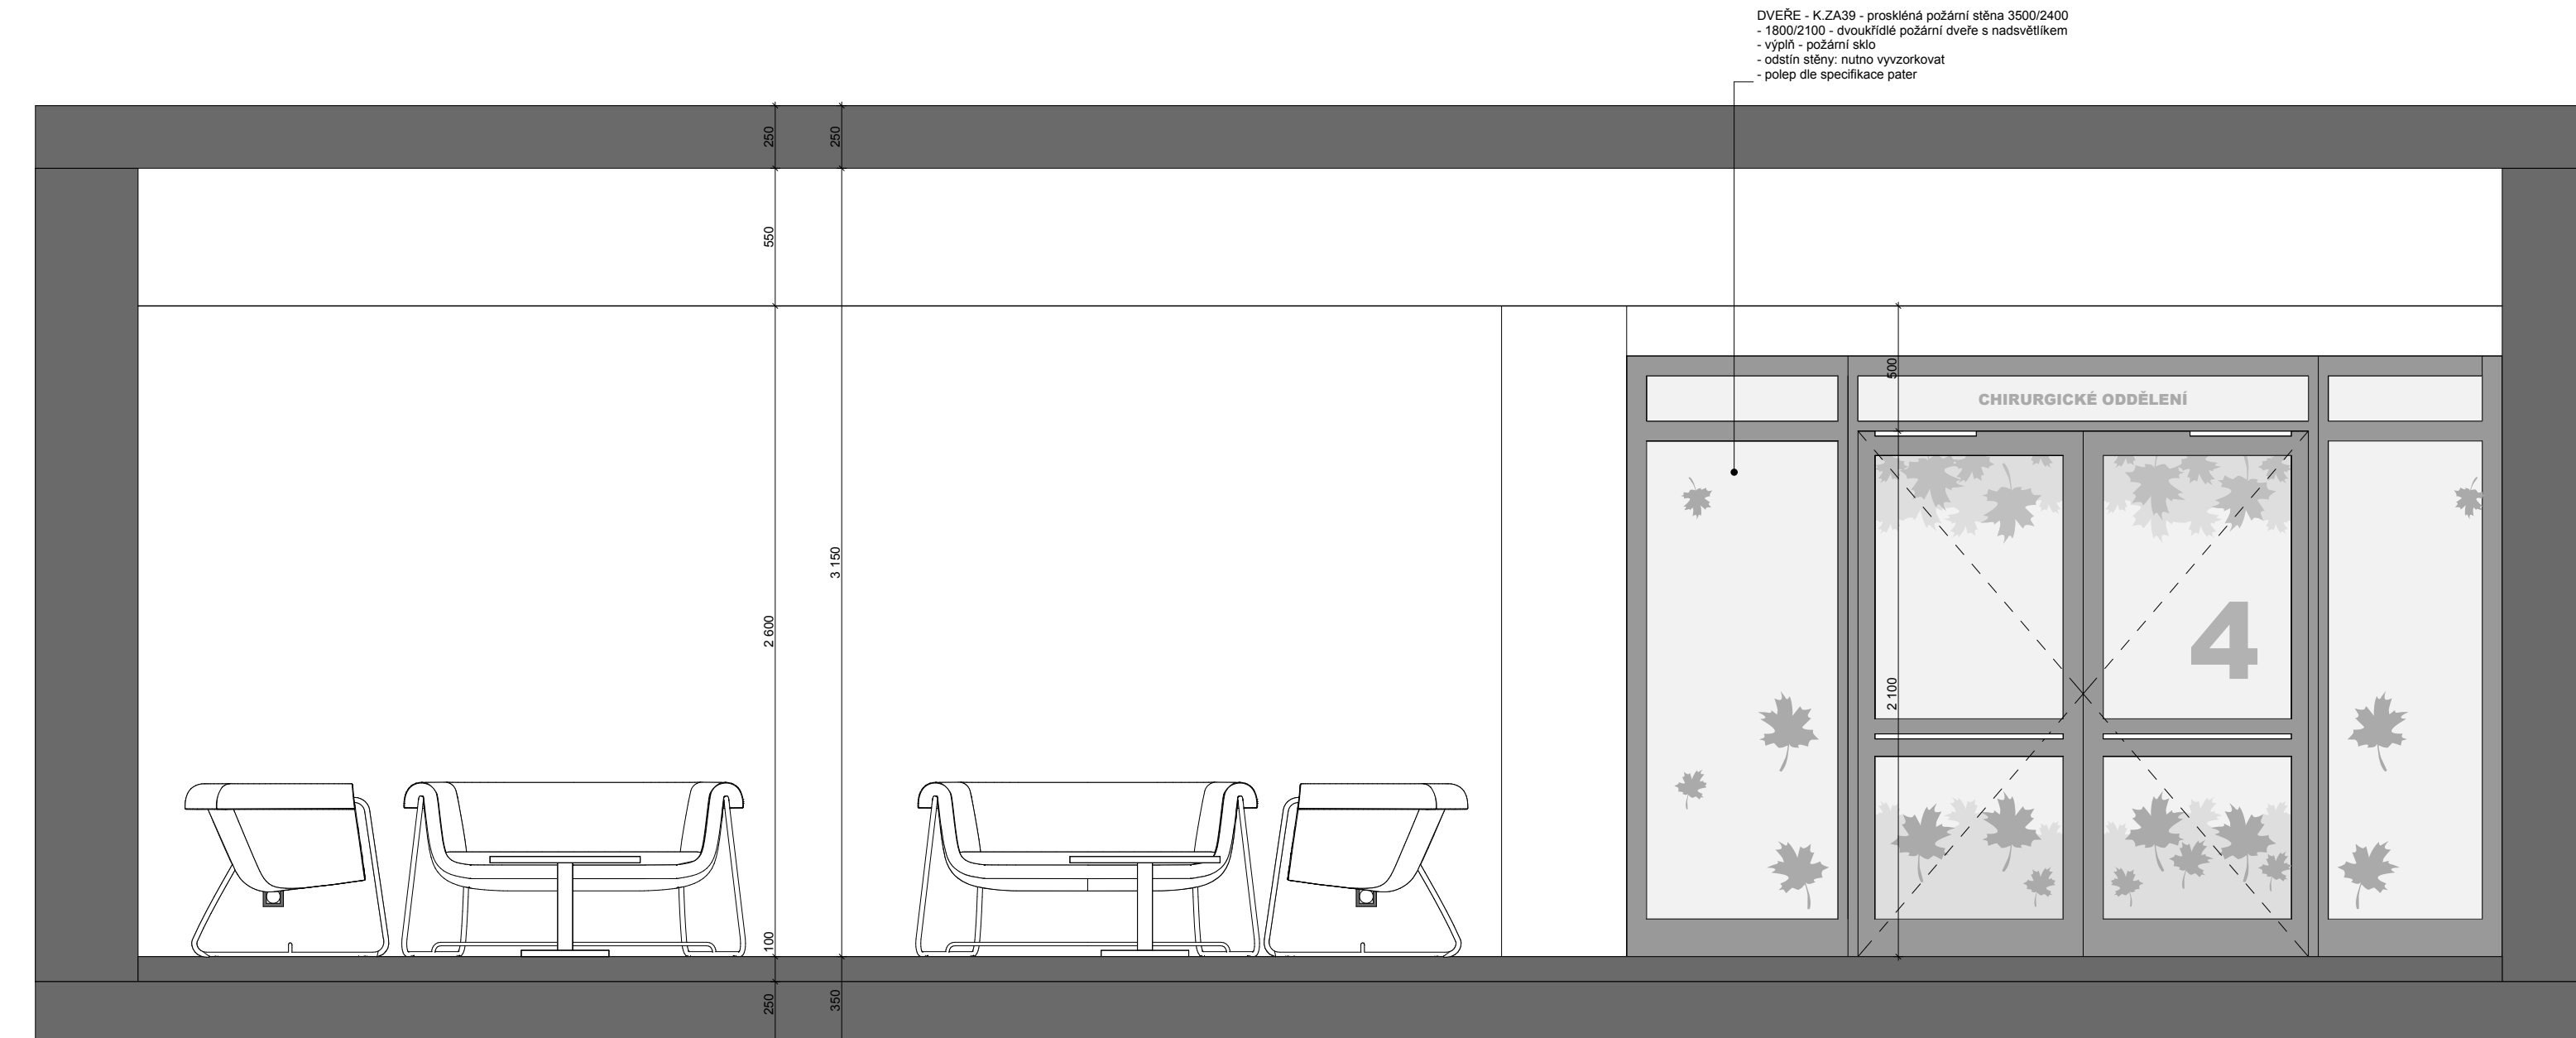 DVEŘE - K.ZA39 - proskléná požární stěna 3500/2400
- 1800/2100 - dvoukřídlé požární dveře s nadsvětlíkem
- výplň - požární sklo
- odstín stěny: nutno vyvzorkovat
- polep dle specifikace pater
250
250
550
500
CHIRURGICKÉ ODDĚLENÍ
3 150
2 600
4
2 100
100
250
350